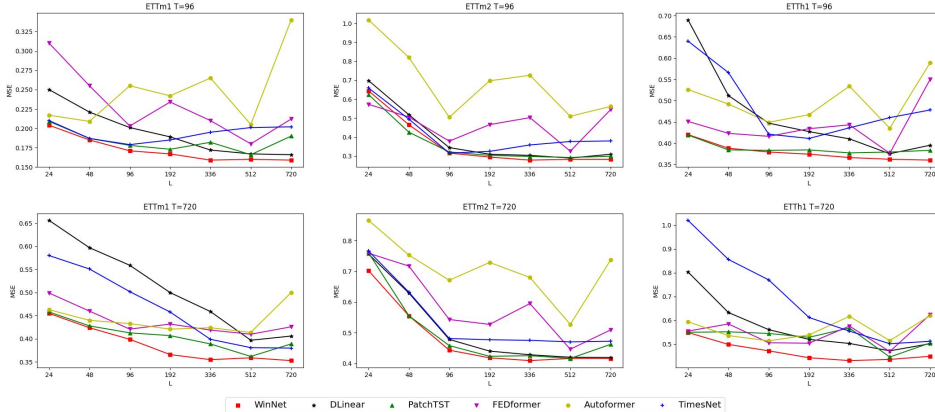 ETTm1 T=96
ETTm2 T=96
ETTh1 T=96
MSE
0.325
0.300
0.275
0.250
0.225
0.200
0.175
0.150
24 48 96 192 336 512 720
L
MSE
1.0
0.9
0.8
0.7
0.6
0.5
0.4
0.3
24 48 96 192 336 512 720
L
MSE
0.70
0.65
0.60
0.55
0.50
0.45
0.40
0.35
24 48 96 192 336 512 720
L
ETTm1 T=720
ETTm2 T=720
ETTh1 T=720
MSE
0.65
0.60
0.55
0.50
0.45
0.40
0.35
24 48 96 192 336 512 720
L
MSE
0.8
0.7
0.6
0.5
0.4
24 48 96 192 336 512 720
L
MSE
1.0
0.9
0.8
0.7
0.6
0.5
24 48 96 192 336 512 720
L
WinNet DLinear PatchTST FEDformer Autoformer TimesNet